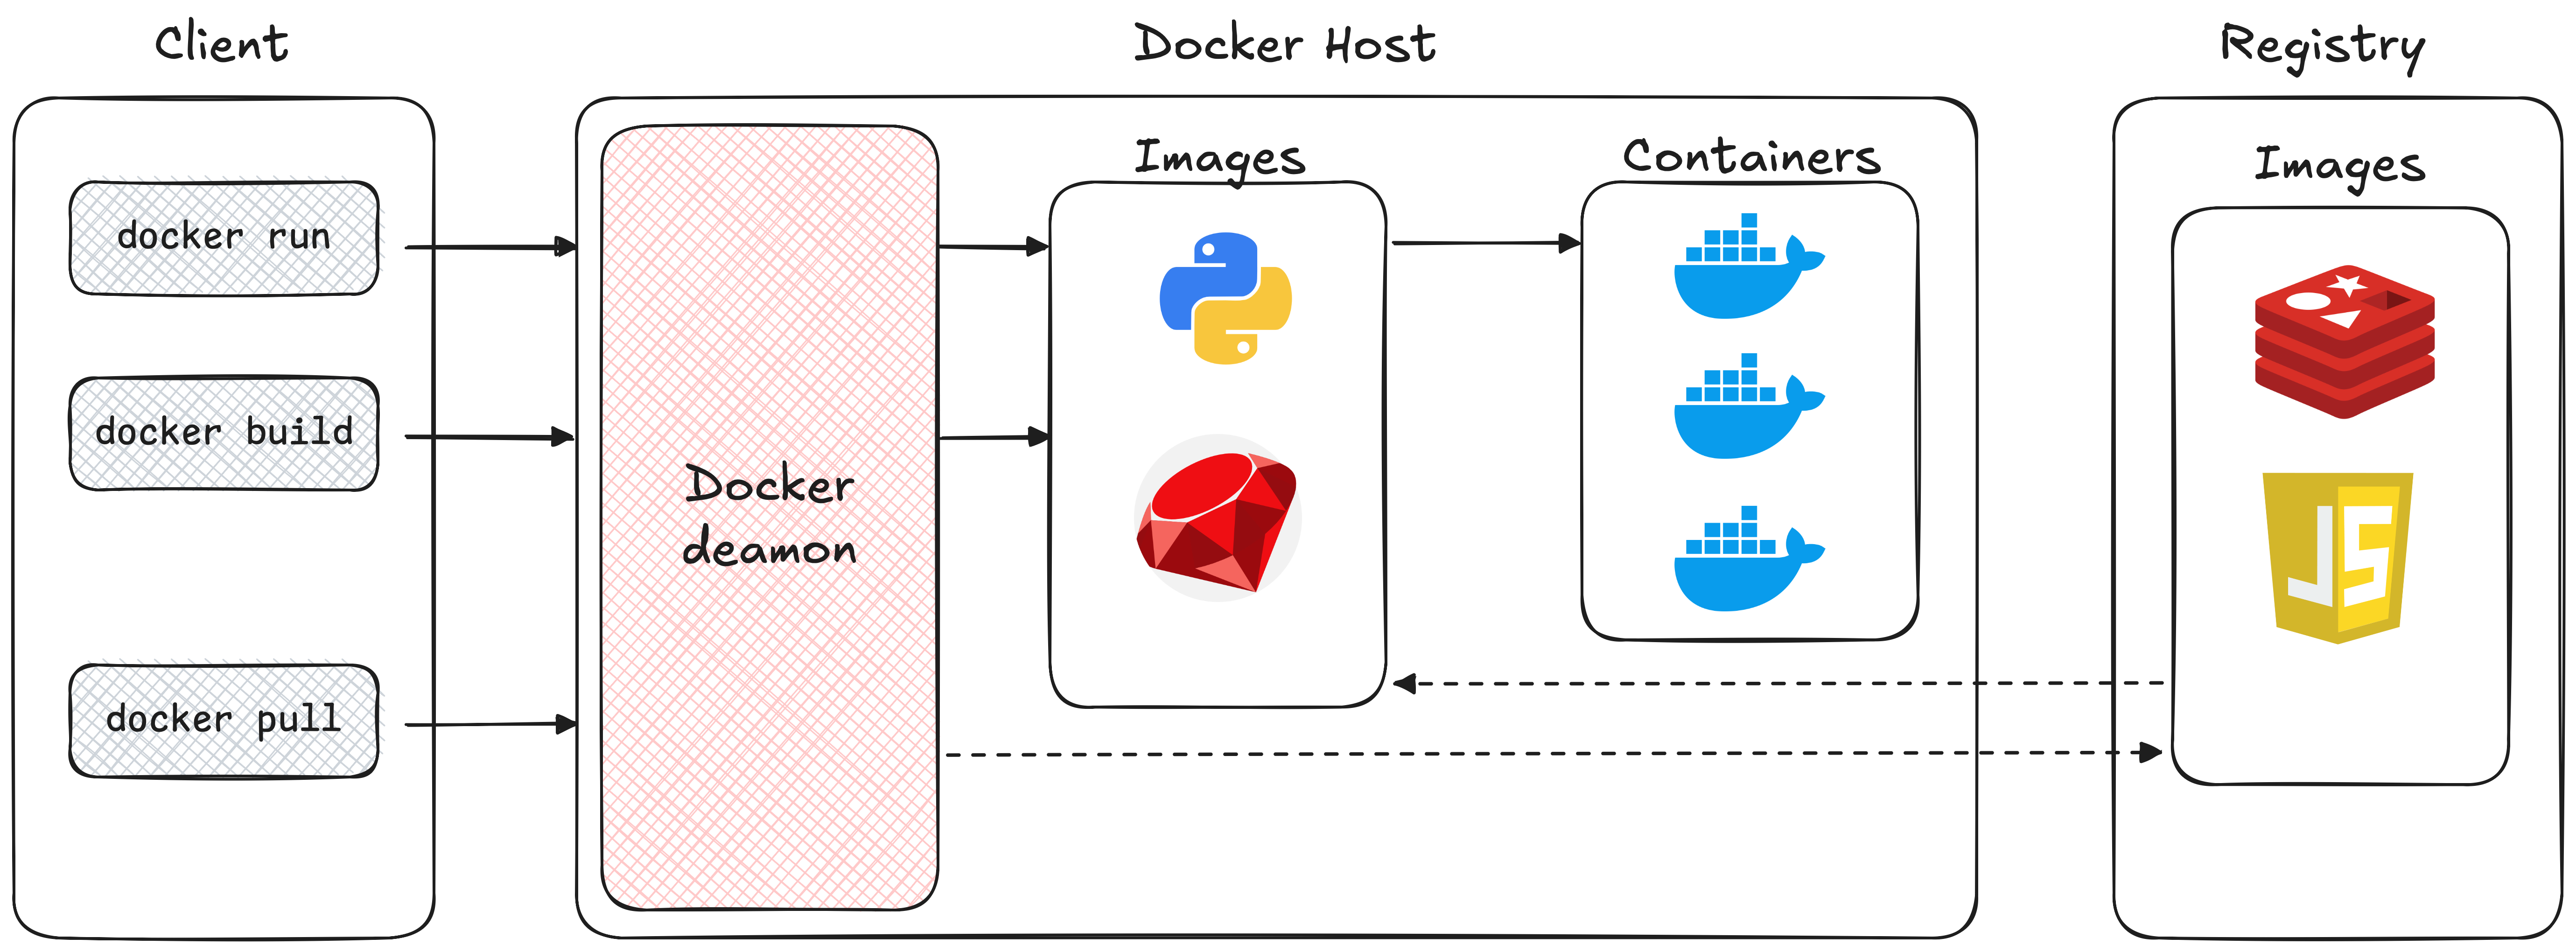 Client
docker run
docker build
docker pull
Docker Host
Docker
deamon
Images
Containers
Registry
Images
JS